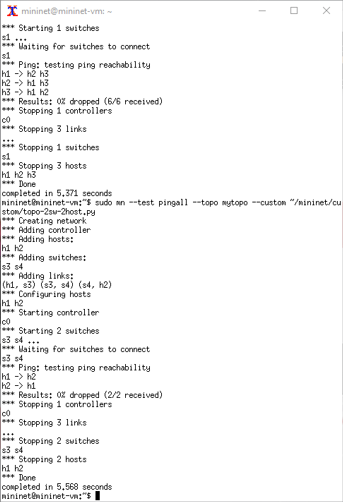 mininet@mininet-vm: ~
*** Starting 1 switches
s1 ...
*** Waiting for switches to connect
s1
*** Ping: testing ping reachability
h1 -> h2 h3
h2 -> h1 h3
h3 -> h1 h2
*** Results: 0% dropped (6/6 received)
*** Stopping 1 controllers
c0
*** Stopping 3 links
...
*** Stopping 1 switches
s1
*** Stopping 3 hosts
h1 h2 h3
*** Done
completed in 5.371 seconds
mininet@mininet-vm:~$ sudo mn --test pingall --topo mytopo --custom ~/mininet/cu
stom/topo-2sw-2host.py
*** Creating network
*** Adding controller
*** Adding hosts:
h1 h2
*** Adding switches:
s3 s4
*** Adding links:
(h1, s3) (s3, s4) (s4, h2)
*** Configuring hosts
h1 h2
*** Starting controller
c0
*** Starting 2 switches
s3 s4 ...
*** Waiting for switches to connect
s3 s4
*** Ping: testing ping reachability
h1 -> h2
h2 -> h1
*** Results: 0% dropped (2/2 received)
*** Stopping 1 controllers
c0
*** Stopping 3 links
...
*** Stopping 2 switches
s3 s4
*** Stopping 2 hosts
h1 h2
*** Done
completed in 5.568 seconds
mininet@mininet-vm:~$